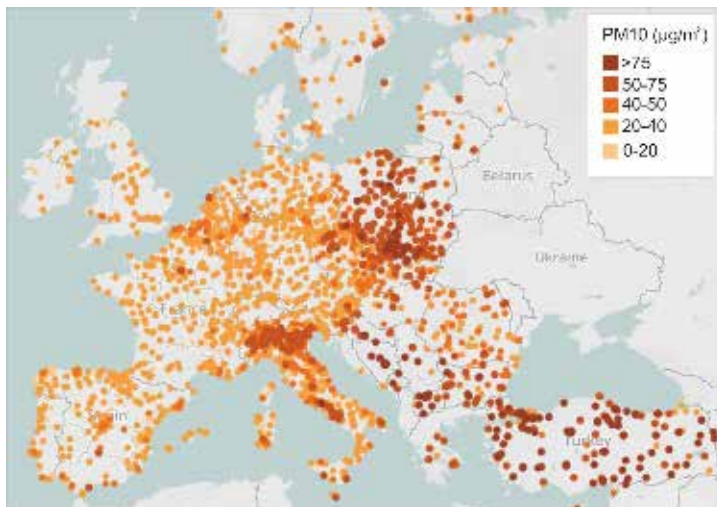 PM10 (µg/m³)
>75
50-75
40-50
20-40
0-20
Belarus
Ukraine
France
Spain
Turkey